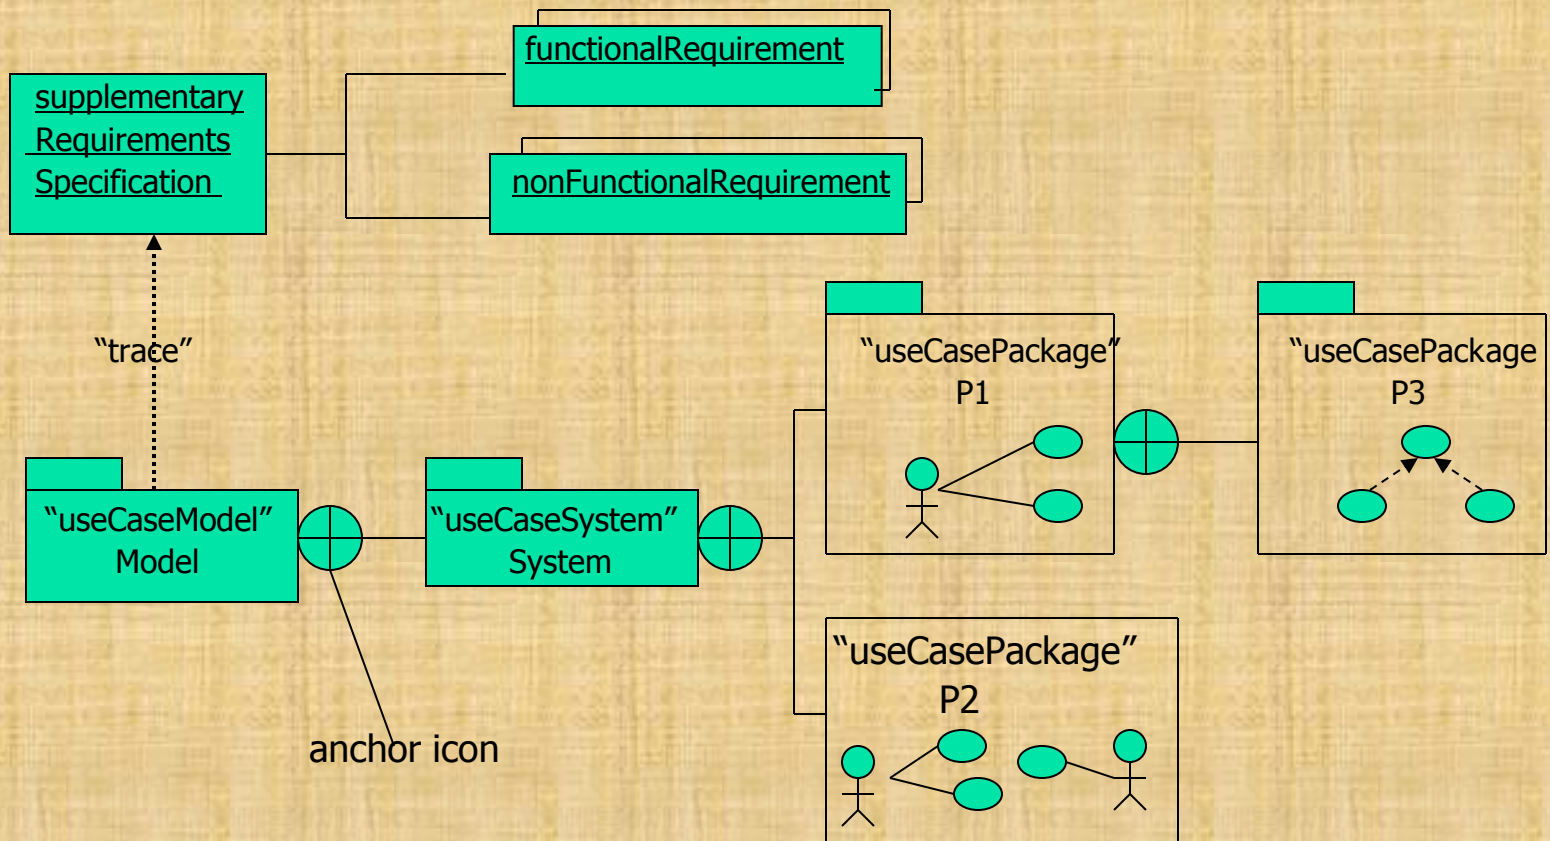 functionalRequirement
supplementary
Requirements
Specification
nonFunctionalRequirement
“trace”
“useCasePackage”
P1
“useCasePackage
P3
“useCaseModel”
Model
“useCaseSystem”
System
“useCasePackage”
P2
anchor icon